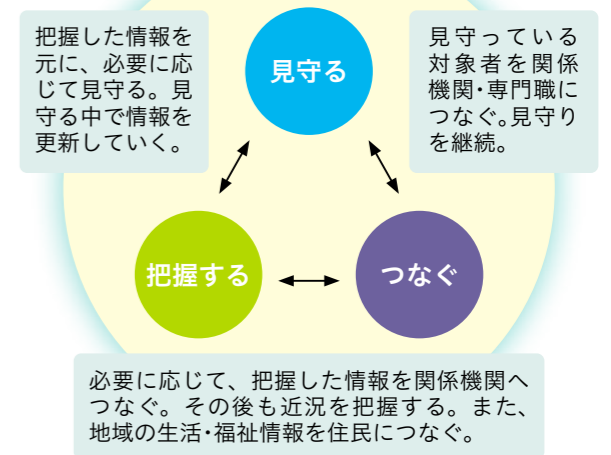 把握した情報を
元に、必要に応
じて見守る。見
守る中で情報を
更新していく。
見守る
見守っている
対象者を関係
機関・専門職に
つなぐ。見守り
を継続。
把握する
つなぐ
必要に応じて、把握した情報を関係機関へ
つなぐ。その後も近況を把握する。また、
地域の生活・福祉情報を住民につなぐ。